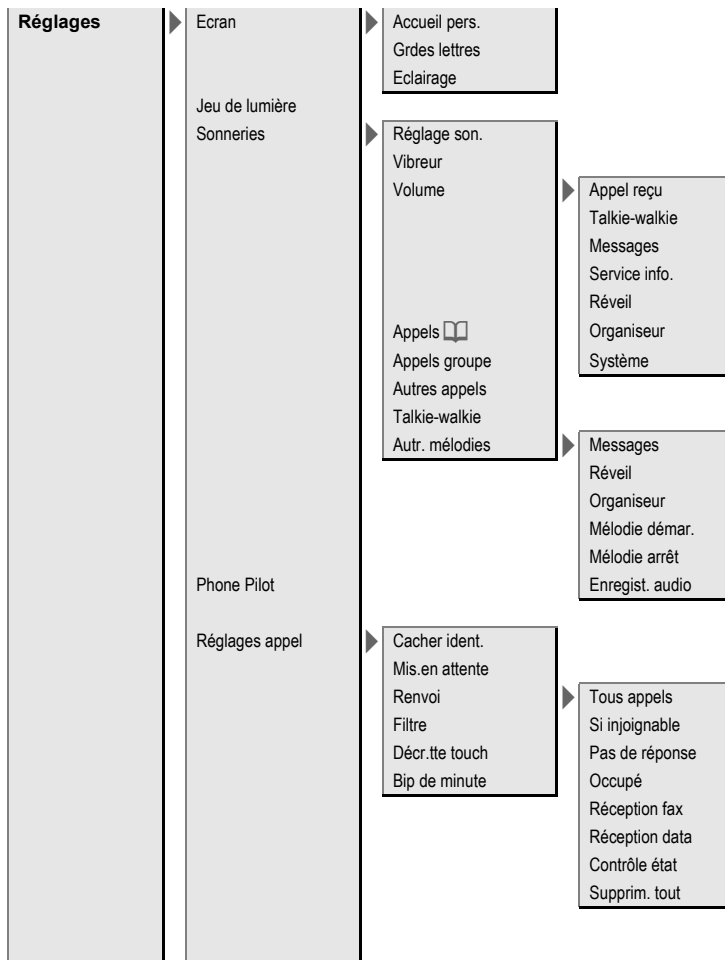 Réglages
Ecran
Accueil pers.
Grdes lettres
Eclairage
Jeu de lumière
Sonneries
Réglage son.
Vibreur
Volume
Appel reçu
Talkie-walkie
Messages
Service info.
Réveil
Organiseur
Système
Appels
Appels groupe
Autres appels
Talkie-walkie
Autr. mélodies
Messages
Réveil
Organiseur
Mélodie démar.
Mélodie arrêt
Enregist. audio
Phone Pilot
Réglages appel
Cacher ident.
Mis.en attente
Renvoi
Tous appels
Si injoignable
Pas de réponse
Occupé
Réception fax
Réception data
Contrôle état
Supprim. tout
Filtre
Décr.tte touch
Bip de minute